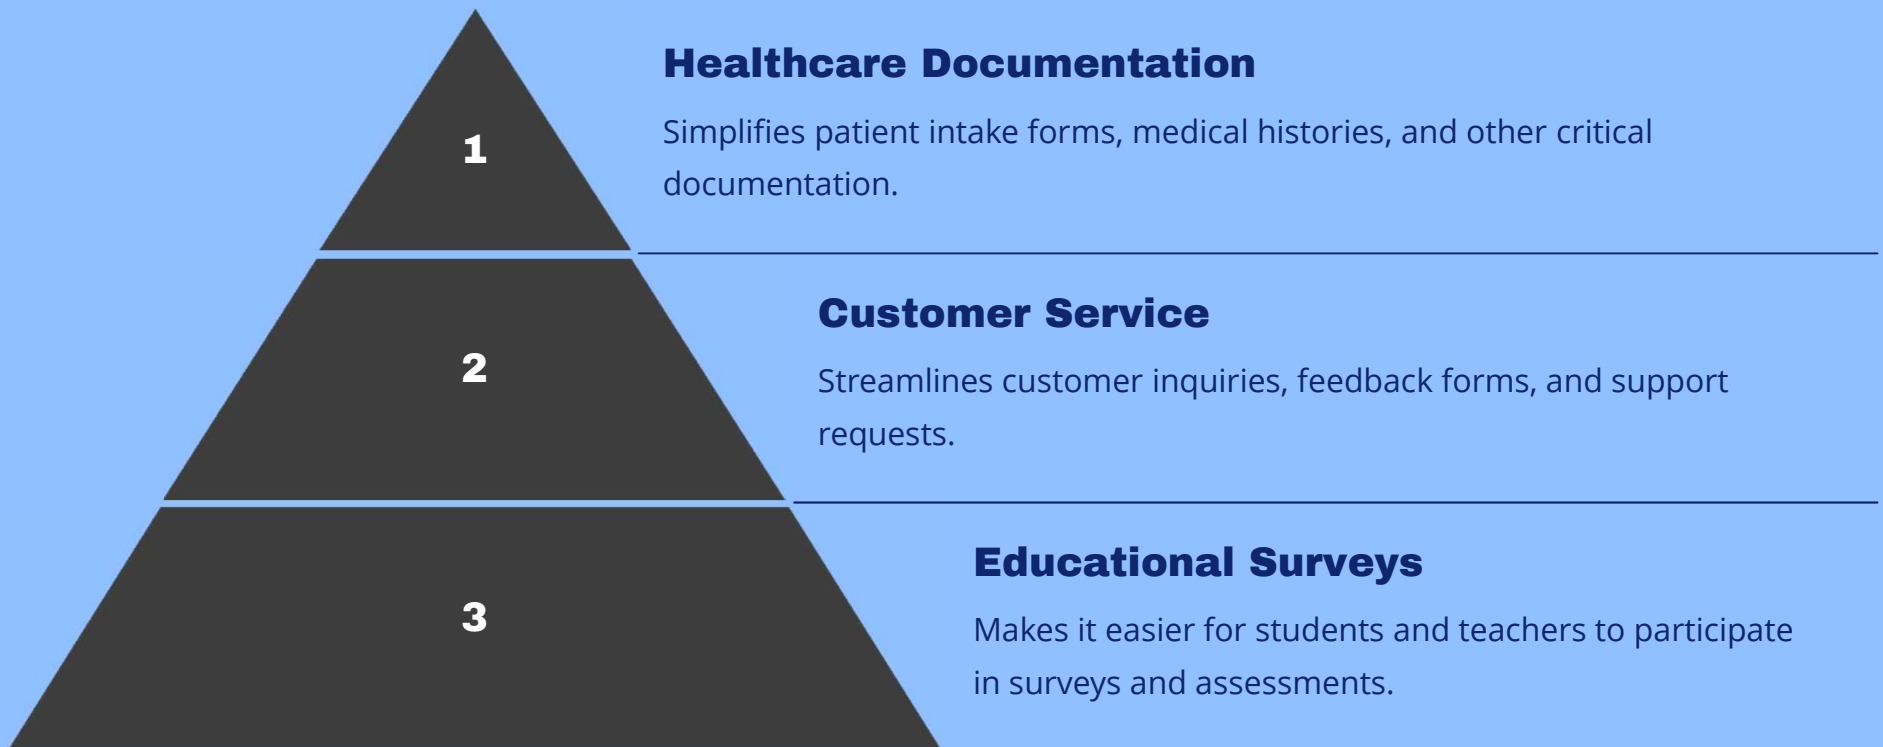 1
Healthcare Documentation
Simplifies patient intake forms, medical histories, and other critical
documentation.
2
Customer Service
Streamlines customer inquiries, feedback forms, and support
requests.
3
Educational Surveys
Makes it easier for students and teachers to participate
in surveys and assessments.